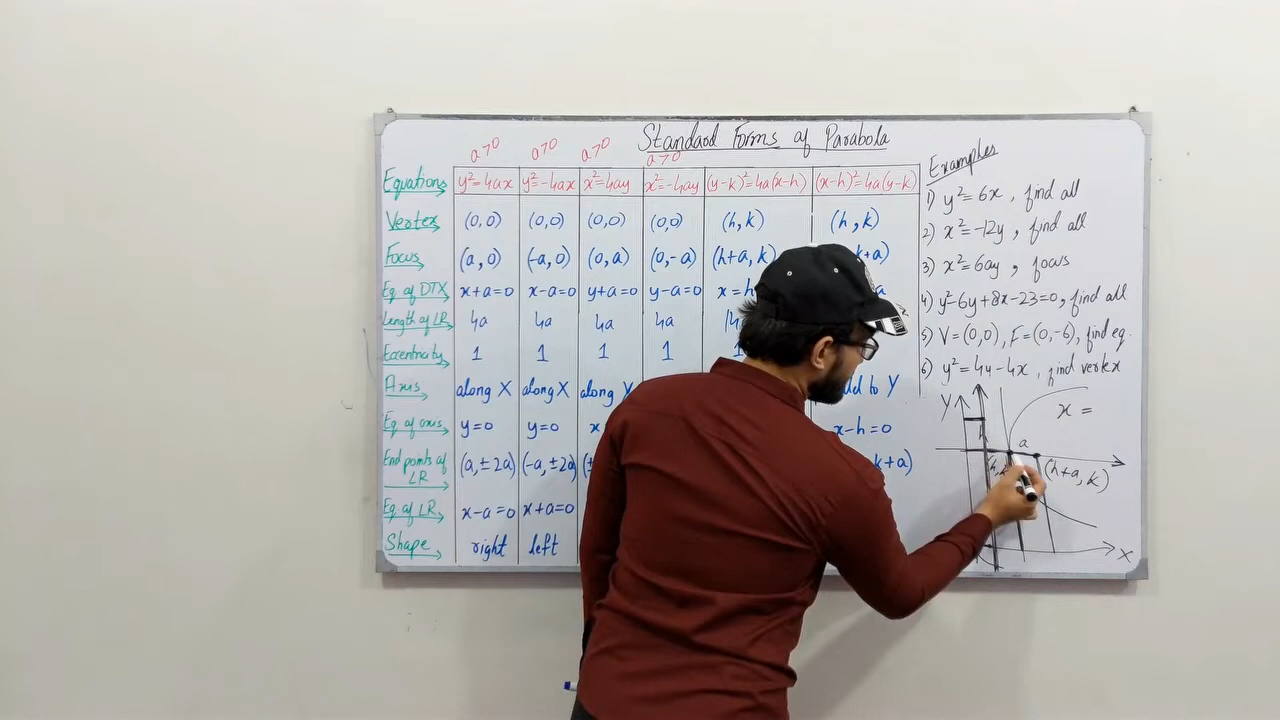 Standard Forms of Parabola
a>0 a>0 a>0 a>0
Equations y²=4ax y²=-4ax x²=4ay x²=-4ay (y-k)²=4a(x-h) (x-h)²=4a(y-k)
Vertex (0,0) (0,0) (0,0) (0,0) (h,k) (h,k)
Focus (a,0) (-a,0) (0,a) (0,-a) (h+a,k)
Eq. of DTX x+a=0 x-a=0 y+a=0 y-a=0 x=h
Length of LR 4a 4a 4a 4a
Eccentricity 1 1 1 1 1
Axis along X along X along Y to Y
Eq. of axis y=0 y=0 x-h=0
End points of LR (a,±2a) (-a,±2a) k+a)
Eq. of LR x-a=0 x+a=0
Shape right left
Examples
1) y²=6x, find all
2) x²=-12y, find all
3) x²=6ay, focus
4) y²-6y+8x-23=0, find all
5) V=(0,0), F=(0,-6), find eq.
6) y²=4y-4x, find vertex
Y
x =
a
(h+a, k)
X